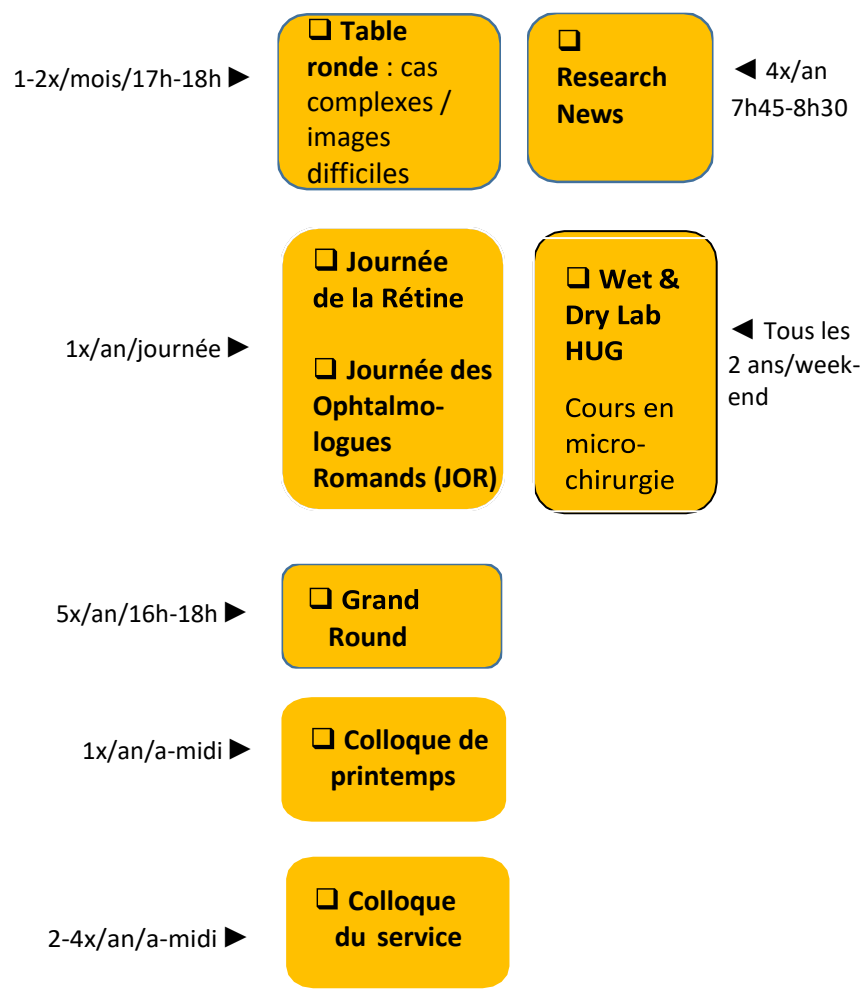 1-2x/mois/17h-18h ►
❑ Table
ronde : cas
complexes /
images
difficiles
❑
Research
News
◄ 4x/an
7h45-8h30
1x/an/journée ►
❑ Journée
de la Rétine
❑ Journée des
Ophtalmo-
logues
Romands (JOR)
❑ Wet &
Dry Lab
HUG
Cours en
micro-
chirurgie
◄ Tous les
2 ans/week-
end
5x/an/16h-18h ►
❑ Grand
Round
1x/an/a-midi ►
❑ Colloque de
printemps
2-4x/an/a-midi ►
❑ Colloque
du service